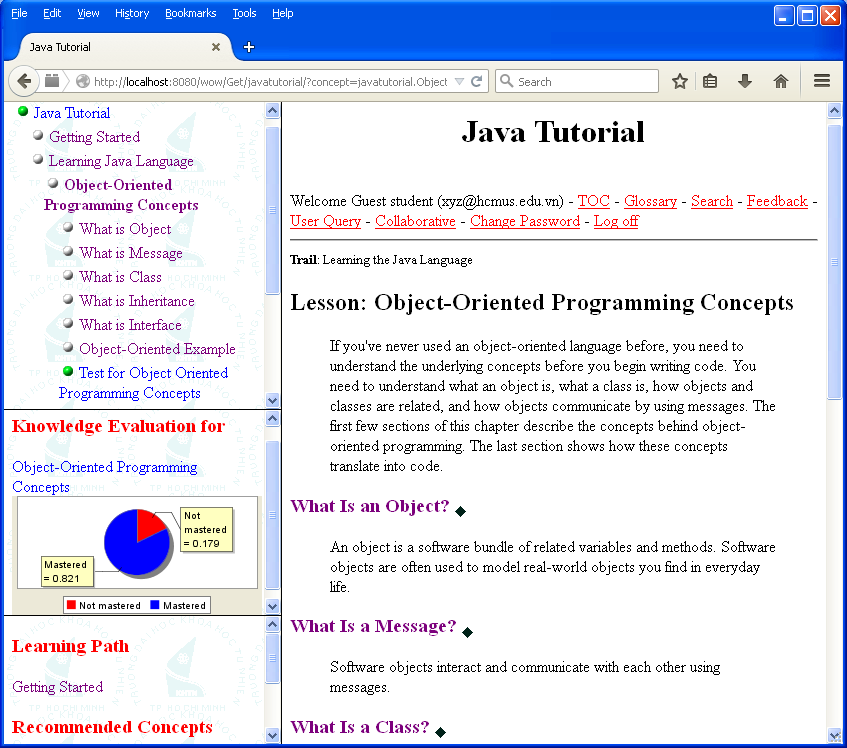 File Edit View History Bookmarks Tools Help
Java Tutorial
http://localhost:8080/wow/Get/javatutorial/?concept=javatutorial.Object
Search
Java Tutorial
Getting Started
Learning Java Language
Object-Oriented
Programming Concepts
What is Object
What is Message
What is Class
What is Inheritance
What is Interface
Object-Oriented Example
Test for Object Oriented
Programming Concepts
Knowledge Evaluation for
Object-Oriented Programming
Concepts
Not
mastered
= 0.179
Mastered
= 0.821
Not mastered Mastered
Learning Path
Getting Started
Recommended Concepts
Java Tutorial
Welcome Guest student (xyz@hcmus.edu.vn) - TOC - Glossary - Search - Feedback -
User Query - Collaborative - Change Password - Log off
Trail: Learning the Java Language
Lesson: Object-Oriented Programming Concepts
If you've never used an object-oriented language before, you need to
understand the underlying concepts before you begin writing code. You
need to understand what an object is, what a class is, how objects and
classes are related, and how objects communicate by using messages. The
first few sections of this chapter describe the concepts behind object-
oriented programming. The last section shows how these concepts
translate into code.
What Is an Object?
An object is a software bundle of related variables and methods. Software
objects are often used to model real-world objects you find in everyday
life.
What Is a Message?
Software objects interact and communicate with each other using
messages.
What Is a Class?